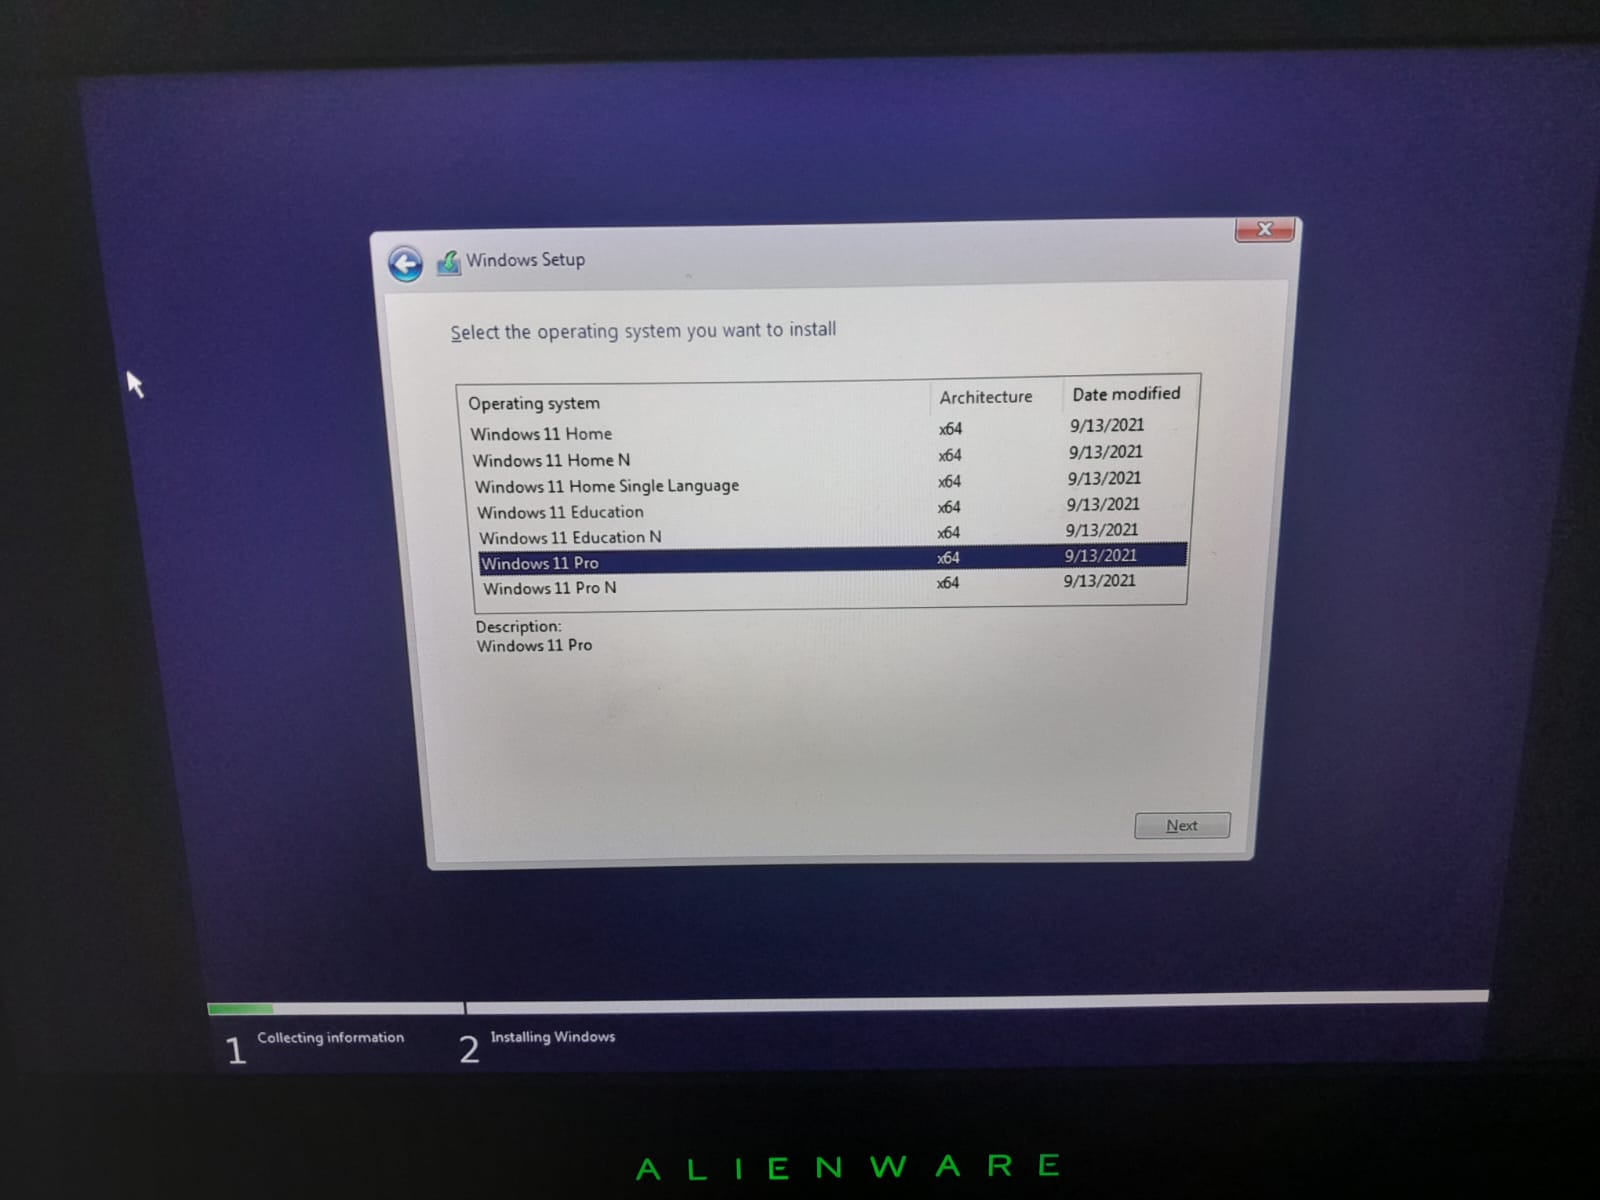 Windows Setup
Select the operating system you want to install
Operating system Architecture Date modified
Windows 11 Home x64 9/13/2021
Windows 11 Home N x64 9/13/2021
Windows 11 Home Single Language x64 9/13/2021
Windows 11 Education x64 9/13/2021
Windows 11 Education N x64 9/13/2021
Windows 11 Pro x64 9/13/2021
Windows 11 Pro N x64 9/13/2021
Description:
Windows 11 Pro
Next
1 Collecting information 2 Installing Windows
ALIENWARE